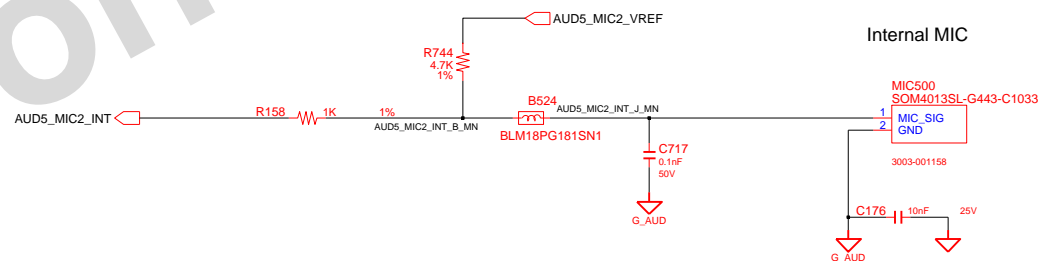 AUD5_MIC2_VREF
Internal MIC
R744
4.7K
1%
MIC500
SOM4013SL-G443-C1033
B524
AUD5_MIC2_INT_J_MN
R158
1K
1%
AUD5_MIC2_INT
1
MIC_SIG
2
GND
AUD5_MIC2_INT_B_MN
BLM18PG181SN1
C717
0.1nF
50V
3003-001158
G_AUD
C176
10nF
25V
G_AUD